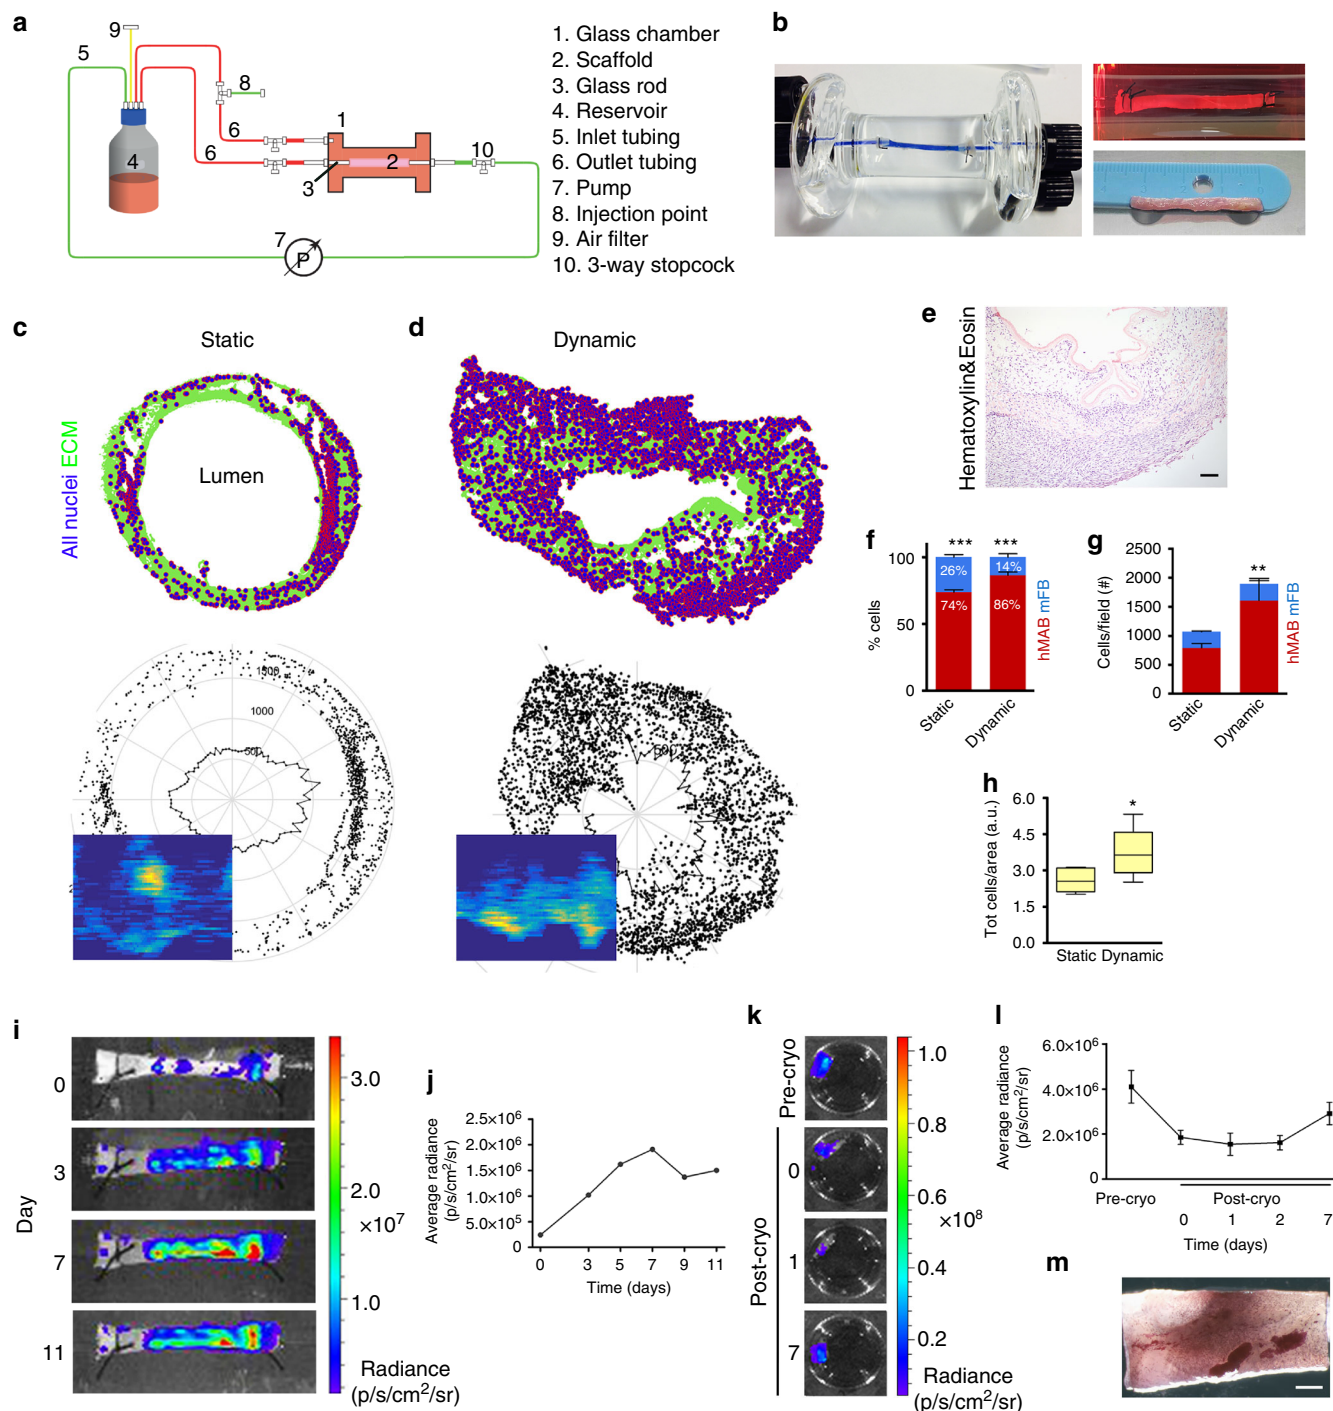 a
9
5
8
1
6
6
4
2
10
3
7
P
1. Glass chamber
2. Scaffold
3. Glass rod
4. Reservoir
5. Inlet tubing
6. Outlet tubing
7. Pump
8. Injection point
9. Air filter
10. 3-way stopcock
b
c
Static
All nuclei ECM
Lumen
1500
1000
500
d
Dynamic
500
e
Hematoxylin&Eosin
f
% cells
100
50
0
***
***
26%
14%
74%
86%
Static
Dynamic
hMAB mFB
g
Cells/field (#)
2500
2000
1500
1000
500
0
**
Static
Dynamic
hMAB mFB
h
Tot cells/area (a.u.)
6.0
4.5
3.0
1.5
0.0
*
Static Dynamic
i
Day
0
3
7
11
3.0
2.0
×10⁷
1.0
Radiance
(p/s/cm²/sr)
j
Average radiance
(p/s/cm²/sr)
2.5×10⁶
2.0×10⁶
1.5×10⁶
1.0×10⁶
5.0×10⁵
0
0 3 5 7 9 11
Time (days)
k
Pre-cryo
Post-cryo
0
1
7
1.0
0.8
0.6
×10⁸
0.4
0.2
Radiance
(p/s/cm²/sr)
l
Average radiance
(p/s/cm²/sr)
6.0×10⁶
4.0×10⁶
2.0×10⁶
0
Pre-cryo
Post-cryo
0 1 2 7
Time (days)
m